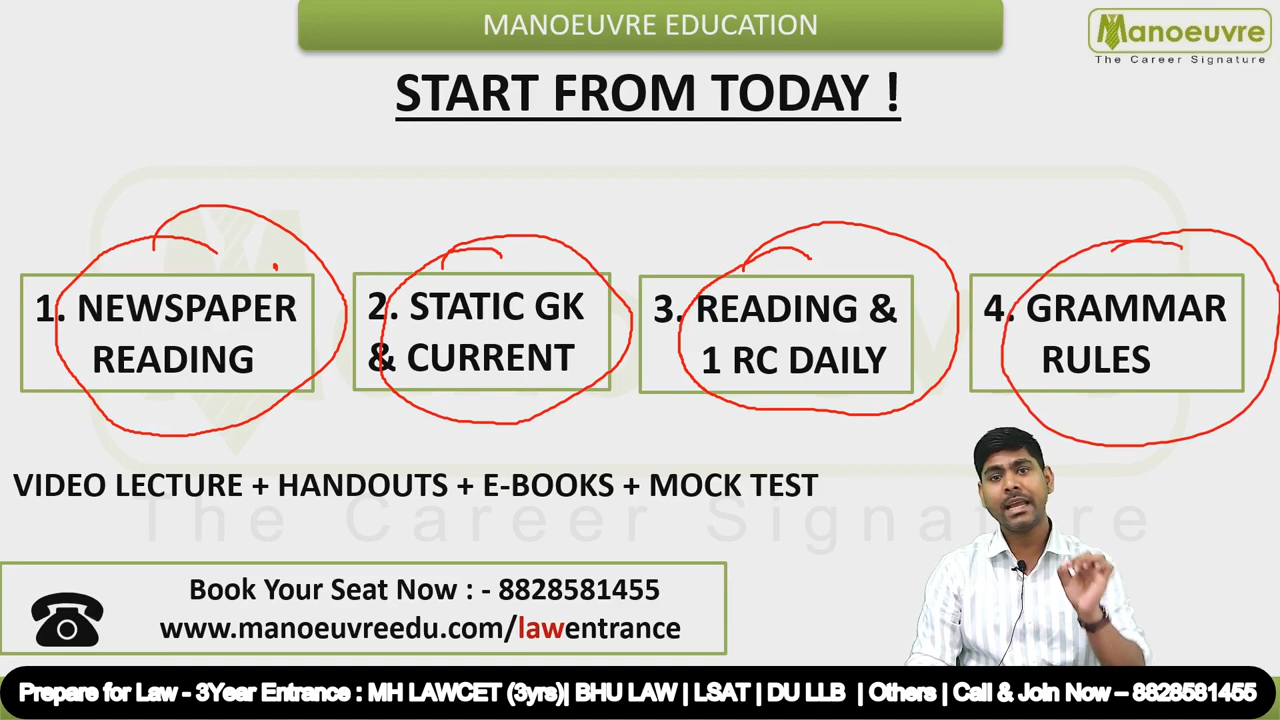 MANOEUVRE EDUCATION
Manoeuvre
The Career Signature
START FROM TODAY !
1. NEWSPAPER
READING
2. STATIC GK
& CURRENT
3. READING &
1 RC DAILY
4. GRAMMAR
RULES
VIDEO LECTURE + HANDOUTS + E-BOOKS + MOCK TEST
The Career Signature
Book Your Seat Now : - 8828581455
www.manoeuvreedu.com/lawentrance
Prepare for Law - 3Year Entrance : MH LAWCET (3yrs)| BHU LAW | LSAT | DU LLB | Others | Call & Join Now – 8828581455